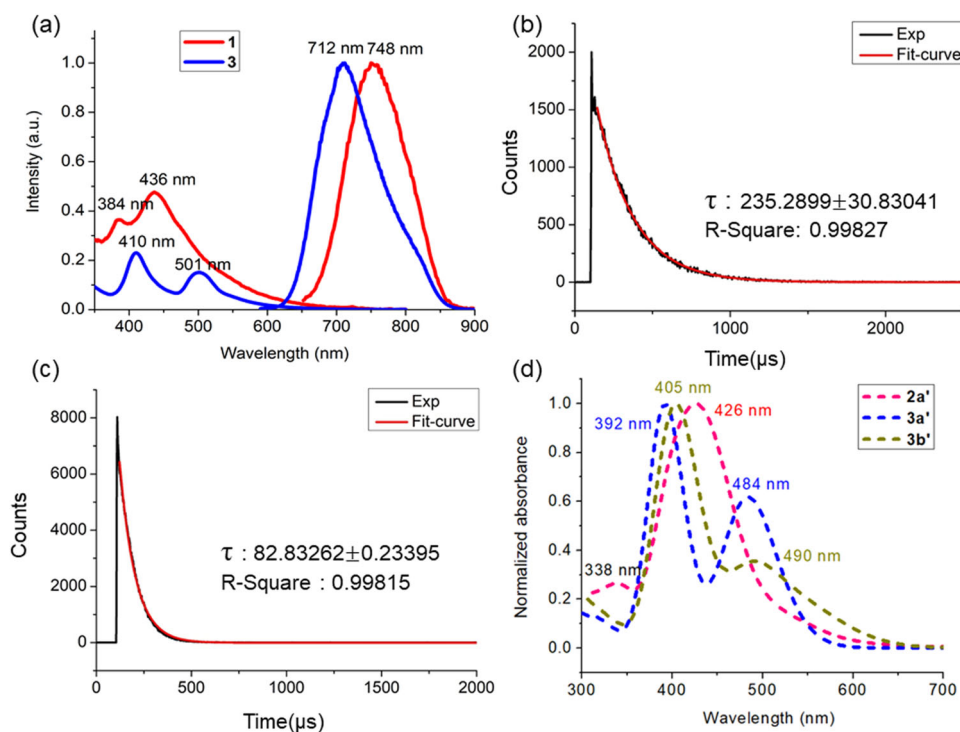 (a)
1
3
712 nm
748 nm
436 nm
384 nm
410 nm
501 nm
Intensity (a.u.)
1.0
0.8
0.6
0.4
0.2
0.0
400 500 600 700 800 900
Wavelength (nm)
(b)
Exp
Fit-curve
τ : 235.2899±30.83041
R-Square: 0.99827
Counts
2000
1500
1000
500
0
0 1000 2000
Time(μs)
(c)
Exp
Fit-curve
τ : 82.83262±0.23395
R-Square : 0.99815
Counts
8000
6000
4000
2000
0
0 500 1000 1500 2000
Time(μs)
(d)
2a'
3a'
3b'
405 nm
392 nm
426 nm
484 nm
490 nm
338 nm
Normalized absorbance
1.0
0.8
0.6
0.4
0.2
0.0
300 400 500 600 700
Wavelength (nm)